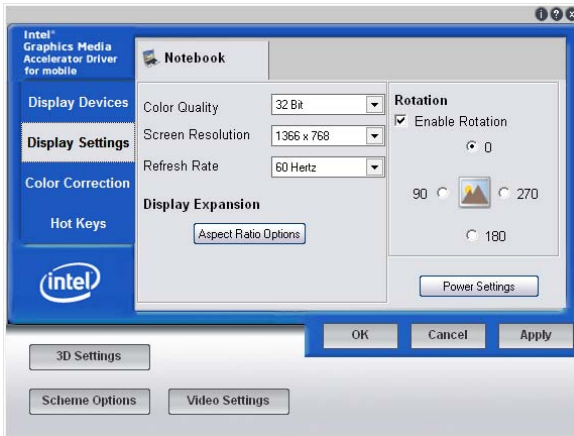 Intel®
Graphics Media
Accelerator Driver
for mobile
Notebook
Display Devices
Display Settings
Color Correction
Hot Keys
intel
Color Quality
32 Bit
Screen Resolution
1366 x 768
Refresh Rate
60 Hertz
Display Expansion
Aspect Ratio Options
Rotation
Enable Rotation
0
90
270
180
Power Settings
OK
Cancel
Apply
3D Settings
Scheme Options
Video Settings